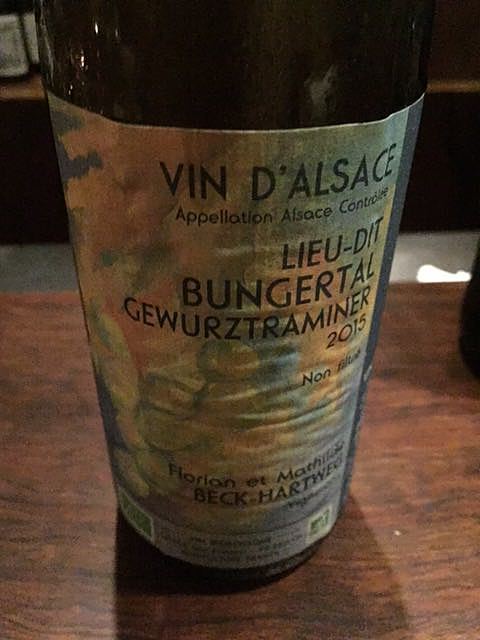 VIN D'ALSACE
Appellation Alsace Contrôlée
LIEU-DIT
BUNGERTAL
GEWURZTRAMINER
2015
Non filtré
Florian et Mathilde
BECK-HARTWEG